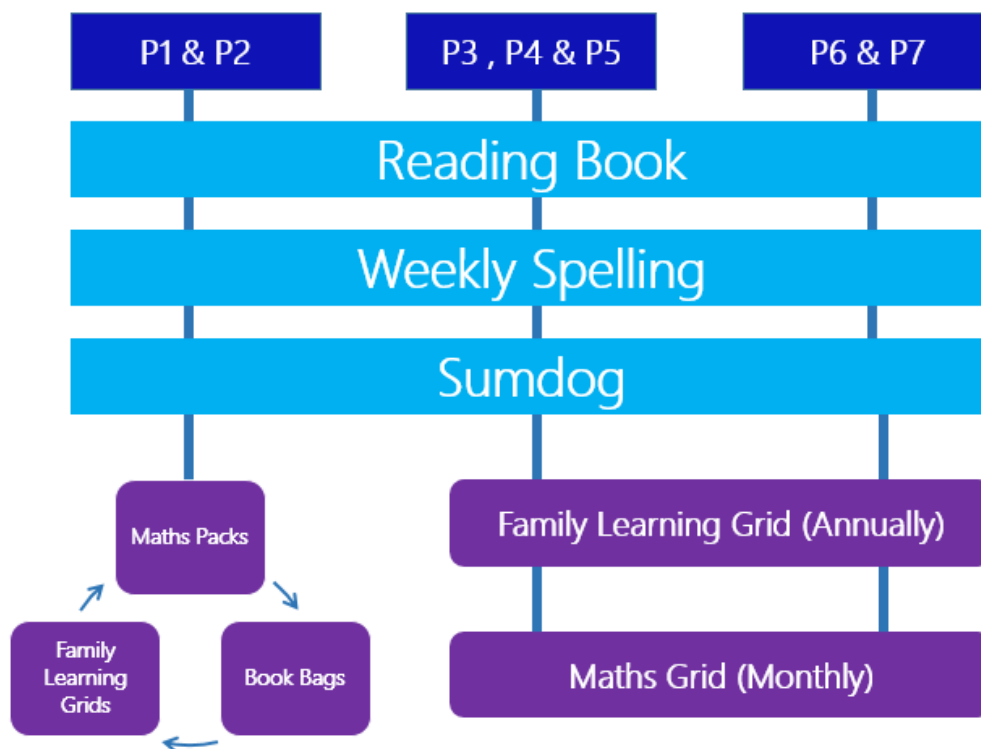 P1 & P2
P3 , P4 & P5
P6 & P7
Reading Book
Weekly Spelling
Sumdog
Maths Packs
Family
Learning
Grids
Book Bags
Family Learning Grid (Annually)
Maths Grid (Monthly)